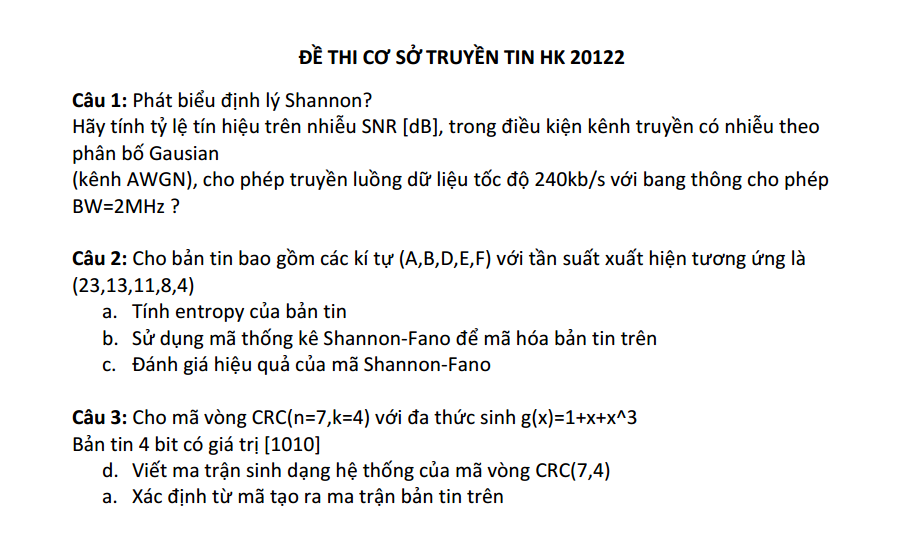 ĐỀ THI CƠ SỞ TRUYỀN TIN HK 20122
Câu 1: Phát biểu định lý Shannon?
Hãy tính tỷ lệ tín hiệu trên nhiễu SNR [dB], trong điều kiện kênh truyền có nhiễu theo
phân bố Gausian
(kênh AWGN), cho phép truyền luồng dữ liệu tốc độ 240kb/s với bang thông cho phép
BW=2MHz ?
Câu 2: Cho bản tin bao gồm các kí tự (A,B,D,E,F) với tần suất xuất hiện tương ứng là
(23,13,11,8,4)
a. Tính entropy của bản tin
b. Sử dụng mã thống kê Shannon-Fano để mã hóa bản tin trên
c. Đánh giá hiệu quả của mã Shannon-Fano
Câu 3: Cho mã vòng CRC(n=7,k=4) với đa thức sinh g(x)=1+x+x^3
Bản tin 4 bit có giá trị [1010]
d. Viết ma trận sinh dạng hệ thống của mã vòng CRC(7,4)
a. Xác định từ mã tạo ra ma trận bản tin trên